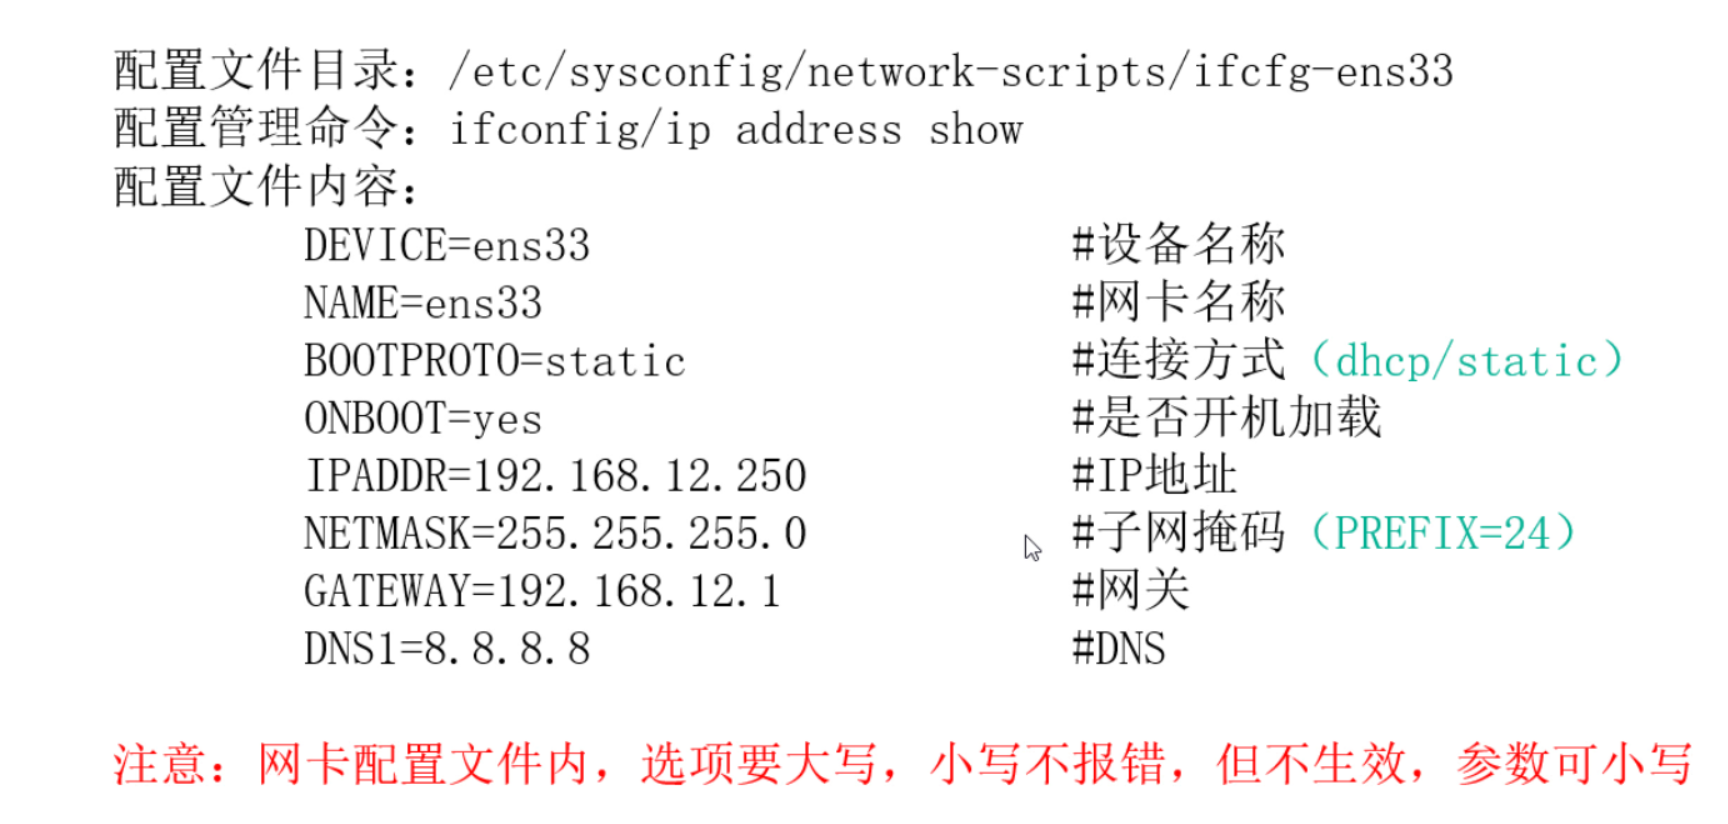 配置文件目录：/etc/sysconfig/network-scripts/ifcfg-ens33
配置管理命令：ifconfig/ip address show
配置文件内容：
DEVICE=ens33 #设备名称
NAME=ens33 #网卡名称
BOOTPROTO=static #连接方式（dhcp/static）
ONBOOT=yes #是否开机加载
IPADDR=192.168.12.250 #IP地址
NETMASK=255.255.255.0 #子网掩码（PREFIX=24）
GATEWAY=192.168.12.1 #网关
DNS1=8.8.8.8 #DNS
注意：网卡配置文件内，选项要大写，小写不报错，但不生效，参数可小写